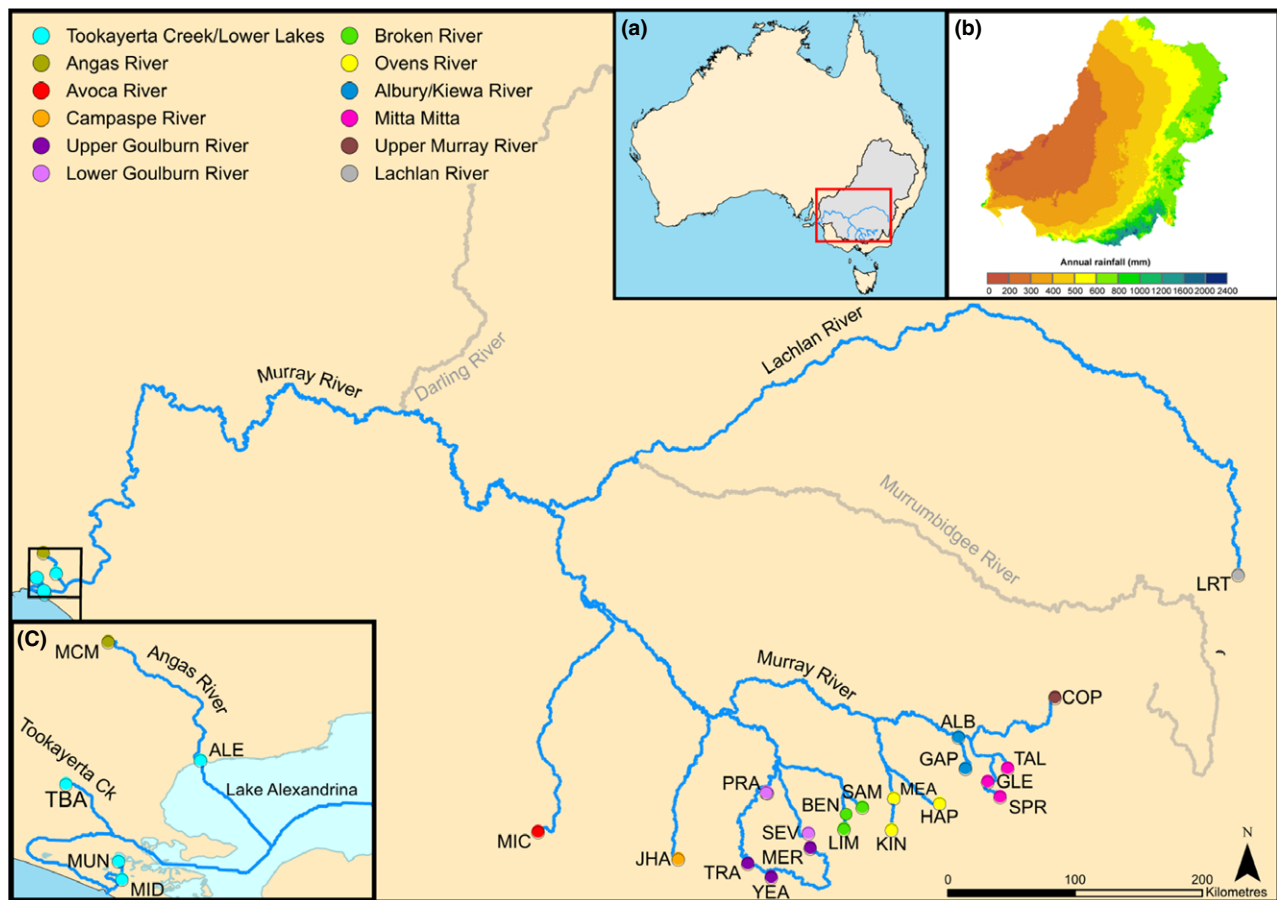 Tookayerta Creek/Lower Lakes
Angas River
Avoca River
Campaspe River
Upper Goulburn River
Lower Goulburn River
Broken River
Ovens River
Albury/Kiewa River
Mitta Mitta
Upper Murray River
Lachlan River
(a)
(b)
Annual rainfall (mm)
0 200 300 400 500 600 800 1000 1200 1600 2000 2400
Lachlan River
Murray River
Darling River
Murrumbidgee River
LRT
Murray River
COP
ALB
GAP
TAL
GLE
SPR
PRA
SAM
MEA
BEN
HAP
SEV
LIM
KIN
MIC
JHA
MER
TRA
YEA
(C)
MCM
Angas River
Tookayerta Ck
ALE
TBA
Lake Alexandrina
MUN
MID
N
0 100 200
Kilometres